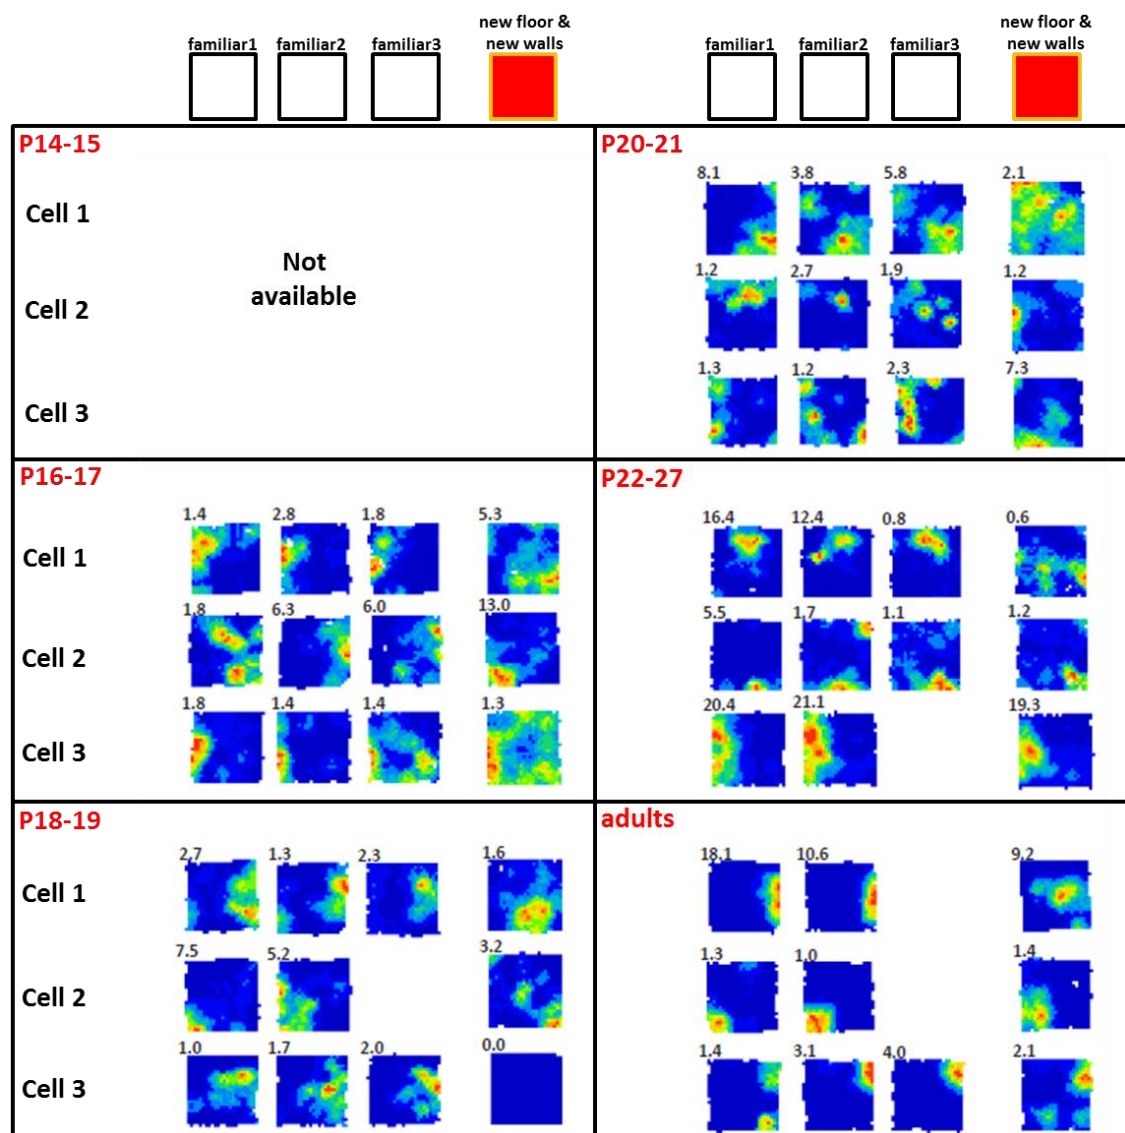 familiar1 familiar2 familiar3 new floor &
new walls
familiar1 familiar2 familiar3 new floor &
new walls
P14-15
Cell 1
Cell 2
Cell 3
Not
available
P20-21
8.1 3.8 5.8 2.1
1.2 2.7 1.9 1.2
1.3 1.2 2.3 7.3
P16-17
Cell 1
1.4 2.8 1.8 5.3
Cell 2
1.8 6.3 6.0 13.0
Cell 3
1.8 1.4 1.4 1.3
P22-27
16.4 12.4 0.8 0.6
5.5 1.7 1.1 1.2
20.4 21.1 19.3
P18-19
Cell 1
2.7 1.3 2.3 1.6
Cell 2
7.5 5.2 3.2
Cell 3
1.0 1.7 2.0 0.0
adults
18.1 10.6 9.2
1.3 1.0 1.4
1.4 3.1 4.0 2.1